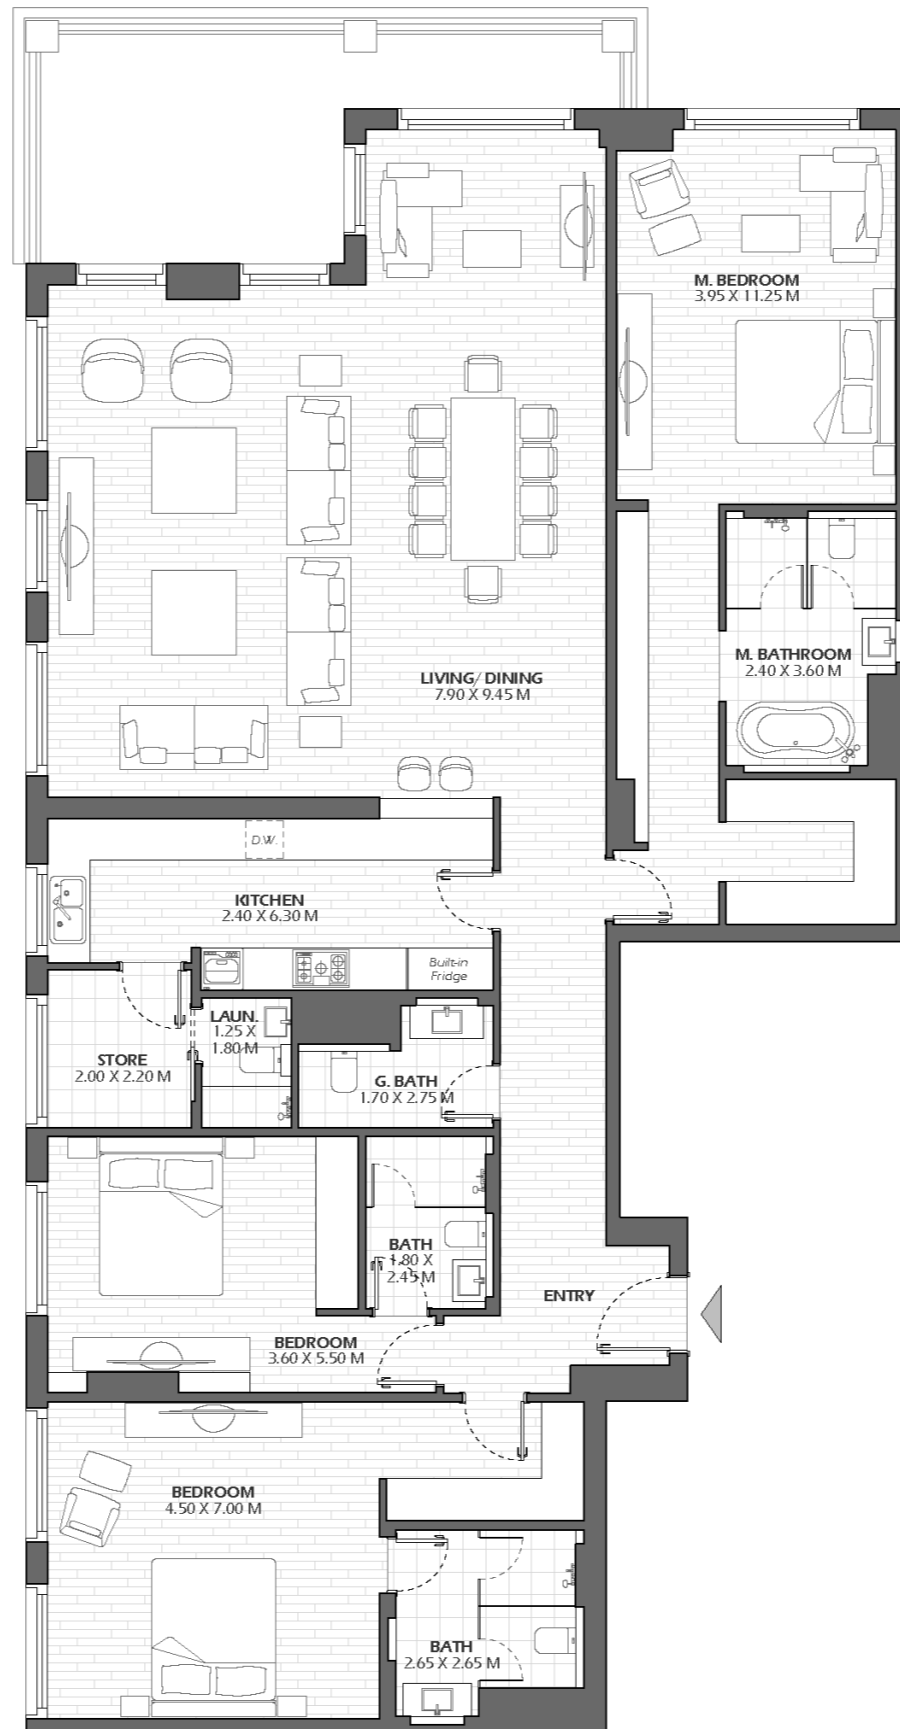 M. BEDROOM
3.95 X 11.25 M
M. BATHROOM
2.40 X 3.60 M
LIVING/ DINING
7.90 X 9.45 M
D.W.
KITCHEN
2.40 X 6.30 M
Built-in
Fridge
LAUN.
1.25 X
1.80 M
STORE
2.00 X 2.20 M
G. BATH
1.70 X 2.75 M
BATH
1.80 X
2.45 M
ENTRY
BEDROOM
3.60 X 5.50 M
BEDROOM
4.50 X 7.00 M
BATH
2.65 X 2.65 M